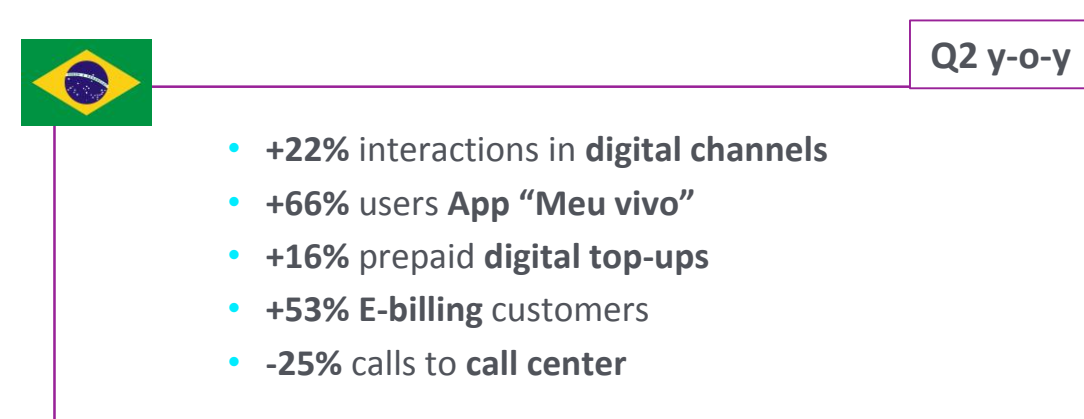 Q2 y-o-y
• +22% interactions in digital channels
• +66% users App “Meu vivo”
• +16% prepaid digital top-ups
• +53% E-billing customers
• -25% calls to call center